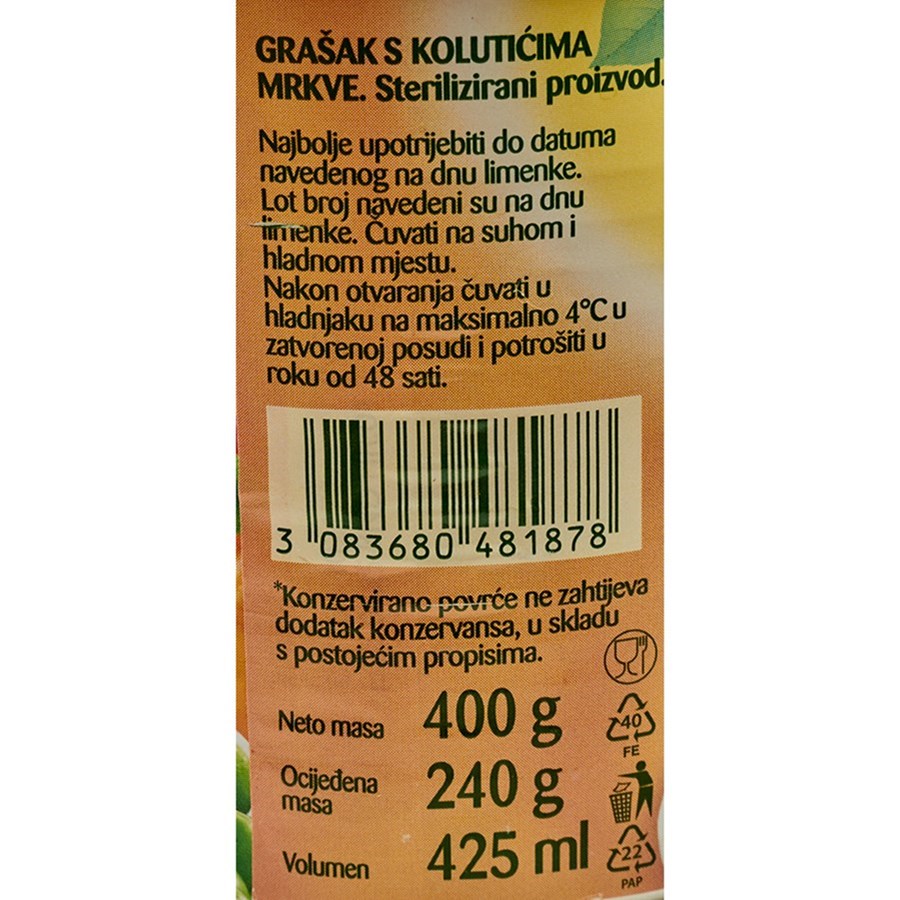 GRAŠAK S KOLUTIĆIMA
MRKVE. Sterilizirani proizvod.
Najbolje upotrijebiti do datuma
navedenog na dnu limenke.
Lot broj navedeni su na dnu
limenke. Čuvati na suhom i
hladnom mjestu.
Nakon otvaranja čuvati u
hladnjaku na maksimalno 4°C u
zatvorenoj posudi i potrošiti u
roku od 48 sati.
3 083680 481878
*Konzervirano povrće ne zahtijeva
dodatak konzervansa, u skladu
s postojećim propisima.
Neto masa 400 g
40
FE
Ocijeđena
masa 240 g
Volumen 425 ml
22
PAP